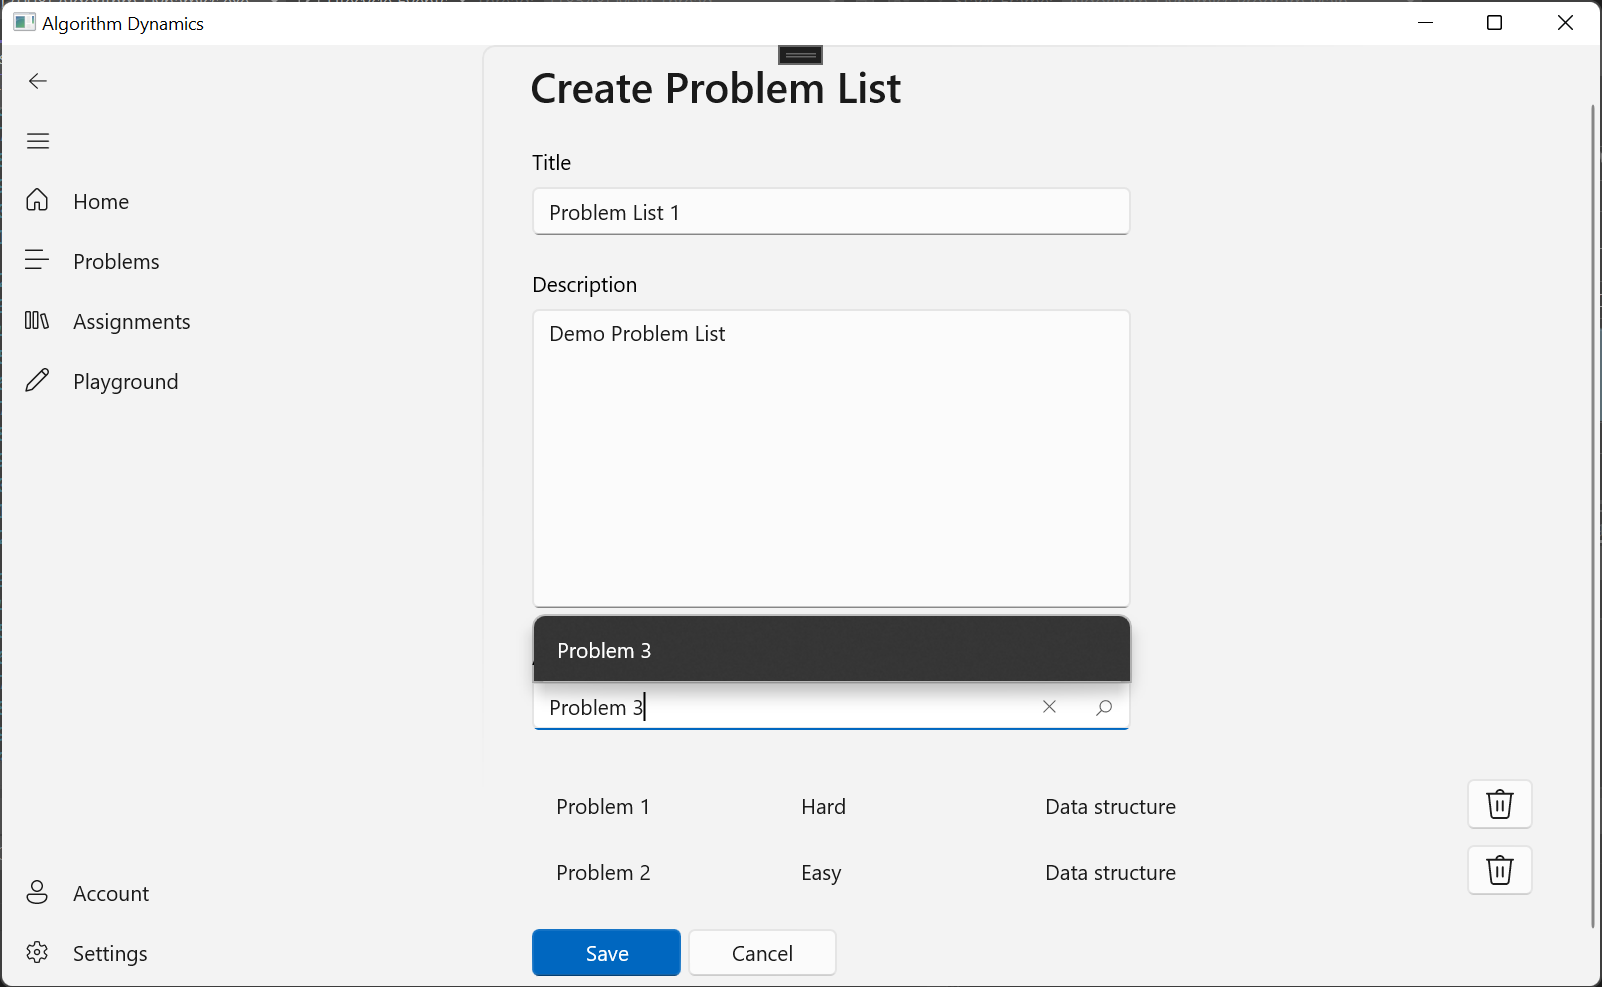 Algorithm Dynamics
Create Problem List
Home
Problems
Assignments
Playground
Account
Settings
Title
Problem List 1
Description
Demo Problem List
Problem 3
Problem 3
Problem 1 Hard Data structure
Problem 2 Easy Data structure
Save Cancel